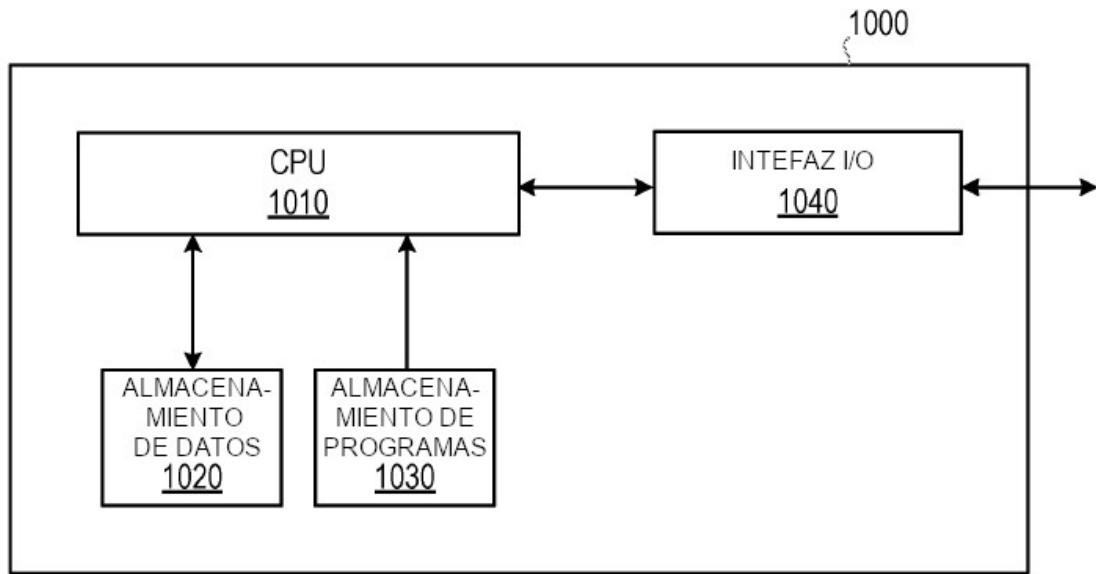 1000
CPU
1010
INTEFAZ I/O
1040
ALMACENA-
MIENTO
DE DATOS
1020
ALMACENA-
MIENTO DE
PROGRAMAS
1030